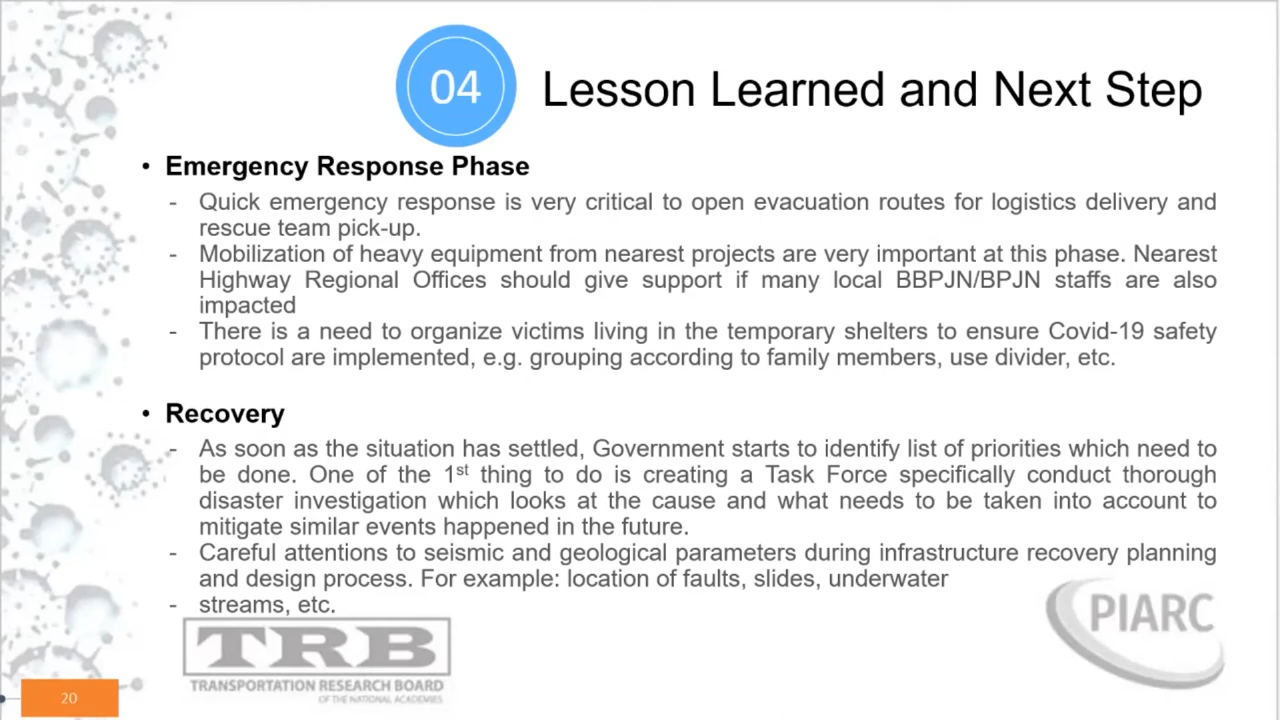 04
Lesson Learned and Next Step
• Emergency Response Phase
- Quick emergency response is very critical to open evacuation routes for logistics delivery and
rescue team pick-up.
- Mobilization of heavy equipment from nearest projects are very important at this phase. Nearest
Highway Regional Offices should give support if many local BBPJN/BPJN staffs are also
impacted
- There is a need to organize victims living in the temporary shelters to ensure Covid-19 safety
protocol are implemented, e.g. grouping according to family members, use divider, etc.
• Recovery
- As soon as the situation has settled, Government starts to identify list of priorities which need to
be done. One of the 1st thing to do is creating a Task Force specifically conduct thorough
disaster investigation which looks at the cause and what needs to be taken into account to
mitigate similar events happened in the future.
- Careful attentions to seismic and geological parameters during infrastructure recovery planning
and design process. For example: location of faults, slides, underwater
- streams, etc.
TRB
TRANSPORTATION RESEARCH BOARD
OF THE NATIONAL ACADEMIES
PIARC
20